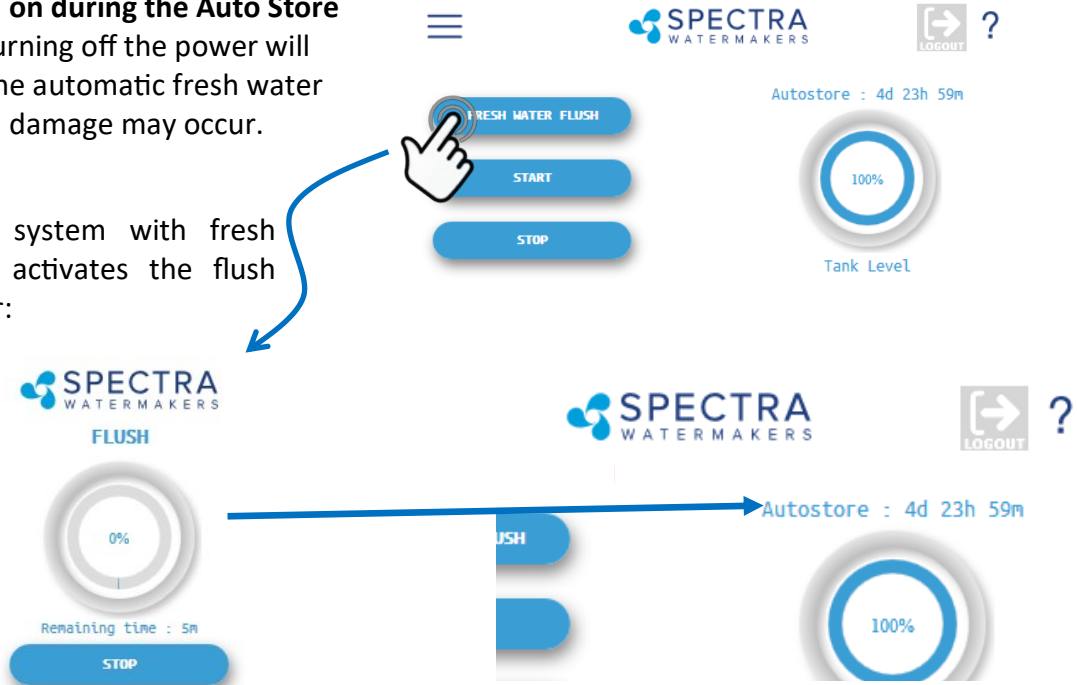 on during the Auto Store
urning off the power will
ne automatic fresh water
damage may occur.
system with fresh
activates the flush
r:
SPECTRA
WATERMAKERS
LOGOUT
?
FRESH WATER FLUSH
START
STOP
Autostore : 4d 23h 59m
100%
Tank Level
SPECTRA
WATERMAKERS
FLUSH
0%
Remaining time : 5m
STOP
SPECTRA
WATERMAKERS
LOGOUT
?
USH
Autostore : 4d 23h 59m
100%